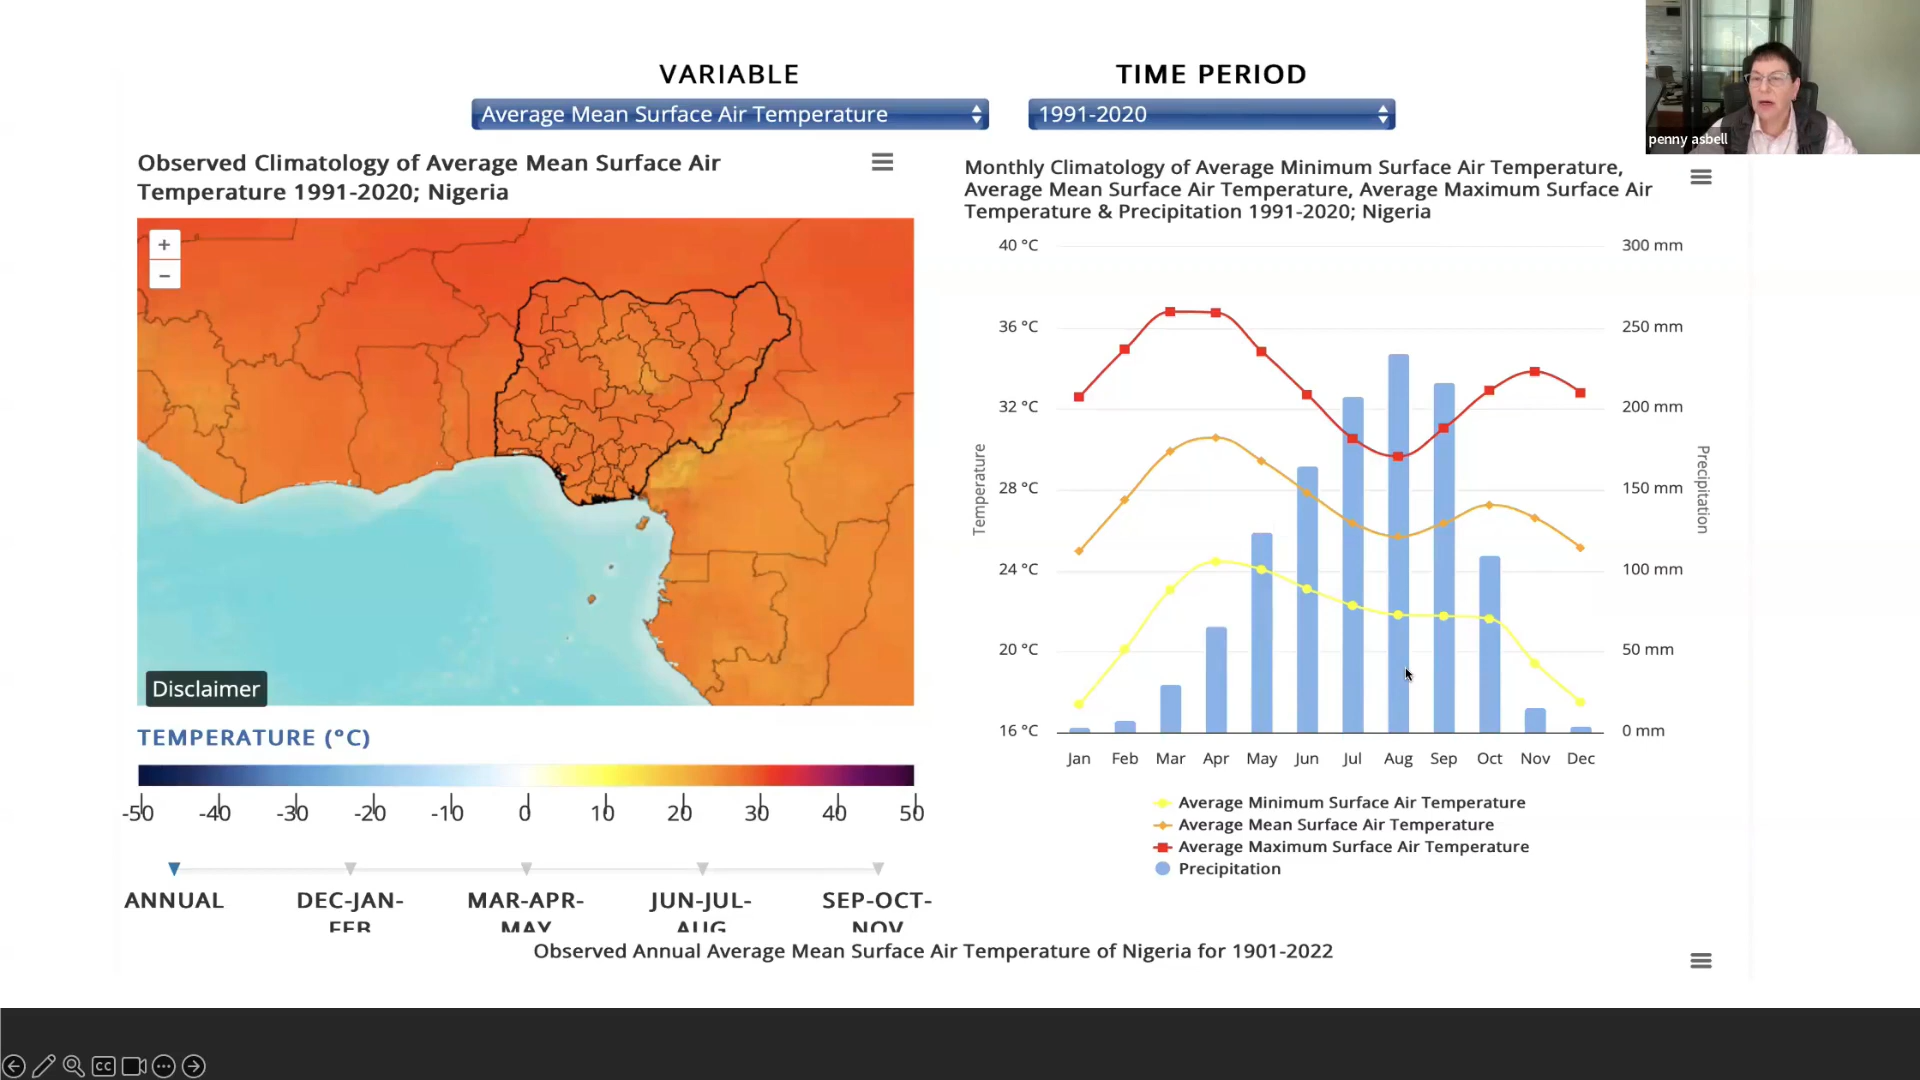 VARIABLE
Average Mean Surface Air Temperature
TIME PERIOD
1991-2020
penny asbell
Observed Climatology of Average Mean Surface Air
Temperature 1991-2020; Nigeria
+
−
Disclaimer
TEMPERATURE (°C)
-50 -40 -30 -20 -10 0 10 20 30 40 50
ANNUAL
DEC-JAN-
FEB
MAR-APR-
MAY
JUN-JUL-
AUG
SEP-OCT-
NOV
Monthly Climatology of Average Minimum Surface Air Temperature,
Average Mean Surface Air Temperature, Average Maximum Surface Air
Temperature & Precipitation 1991-2020; Nigeria
40 °C
36 °C
32 °C
28 °C
24 °C
20 °C
16 °C
Temperature
300 mm
250 mm
200 mm
150 mm
100 mm
50 mm
0 mm
Precipitation
Jan Feb Mar Apr May Jun Jul Aug Sep Oct Nov Dec
Average Minimum Surface Air Temperature
Average Mean Surface Air Temperature
Average Maximum Surface Air Temperature
Precipitation
Observed Annual Average Mean Surface Air Temperature of Nigeria for 1901-2022
CC